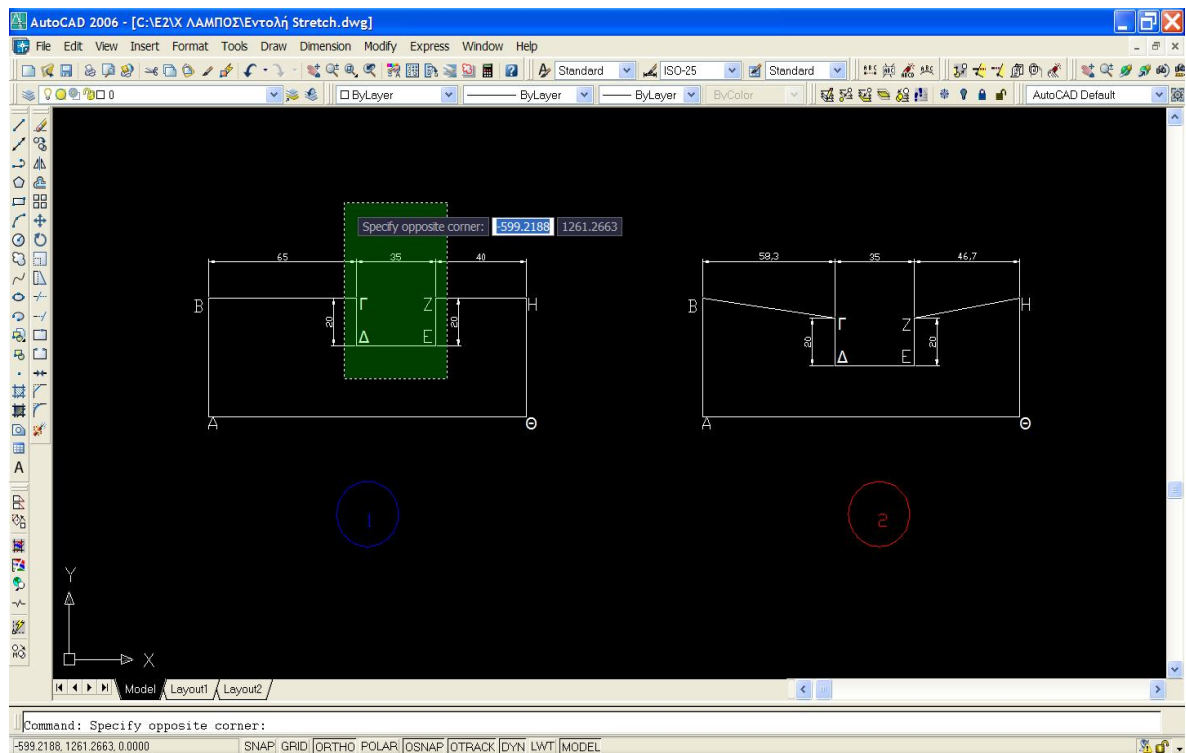 AutoCAD 2006 - [C:\E2\Χ ΛΑΜΠΟΣ\Εντολή Stretch.dwg]
File Edit View Insert Format Tools Draw Dimension Modify Express Window Help
Standard ISO-25 Standard
0 ByLayer ByLayer ByLayer ByColor AutoCAD Default
Specify opposite corner: -599.2188 1261.2663
65 35 40 58,3 35 46,7
B Γ Z H B H
20 20 Γ Z
Δ E 20 20
Δ E
A Θ A Θ
1 2
Y
X
Model Layout1 Layout2
Command: Specify opposite corner:
-599.2188, 1261.2663, 0.0000 SNAP GRID ORTHO POLAR OSNAP OTRACK DYN LWT MODEL